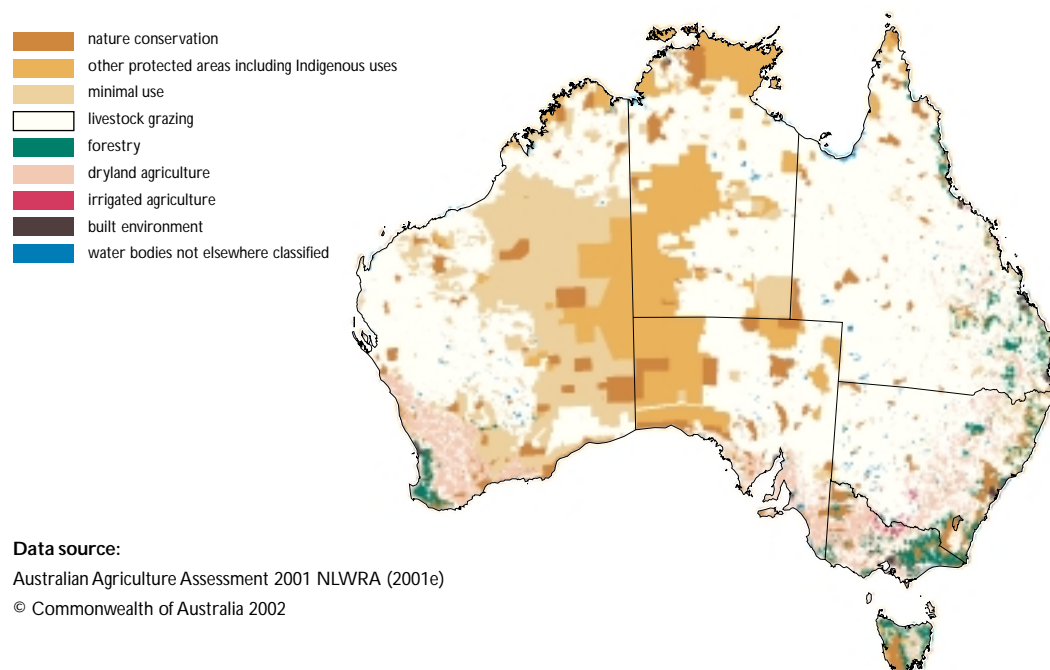 nature conservation
other protected areas including Indigenous uses
minimal use
livestock grazing
forestry
dryland agriculture
irrigated agriculture
built environment
water bodies not elsewhere classified
Data source:
Australian Agriculture Assessment 2001 NLWRA (2001e)
© Commonwealth of Australia 2002